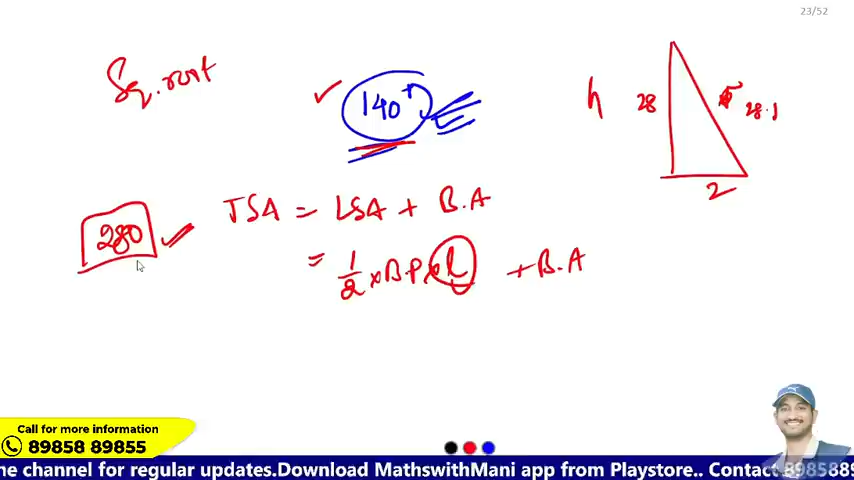 23/52
Sq. root
140+
h
28
28.1
2
280
TSA = LSA + B.A
= 1/2 × B.P × l + B.A
Call for more information
89858 89855
he channel for regular updates.Download MathswithMani app from Playstore.. Contact 8985889